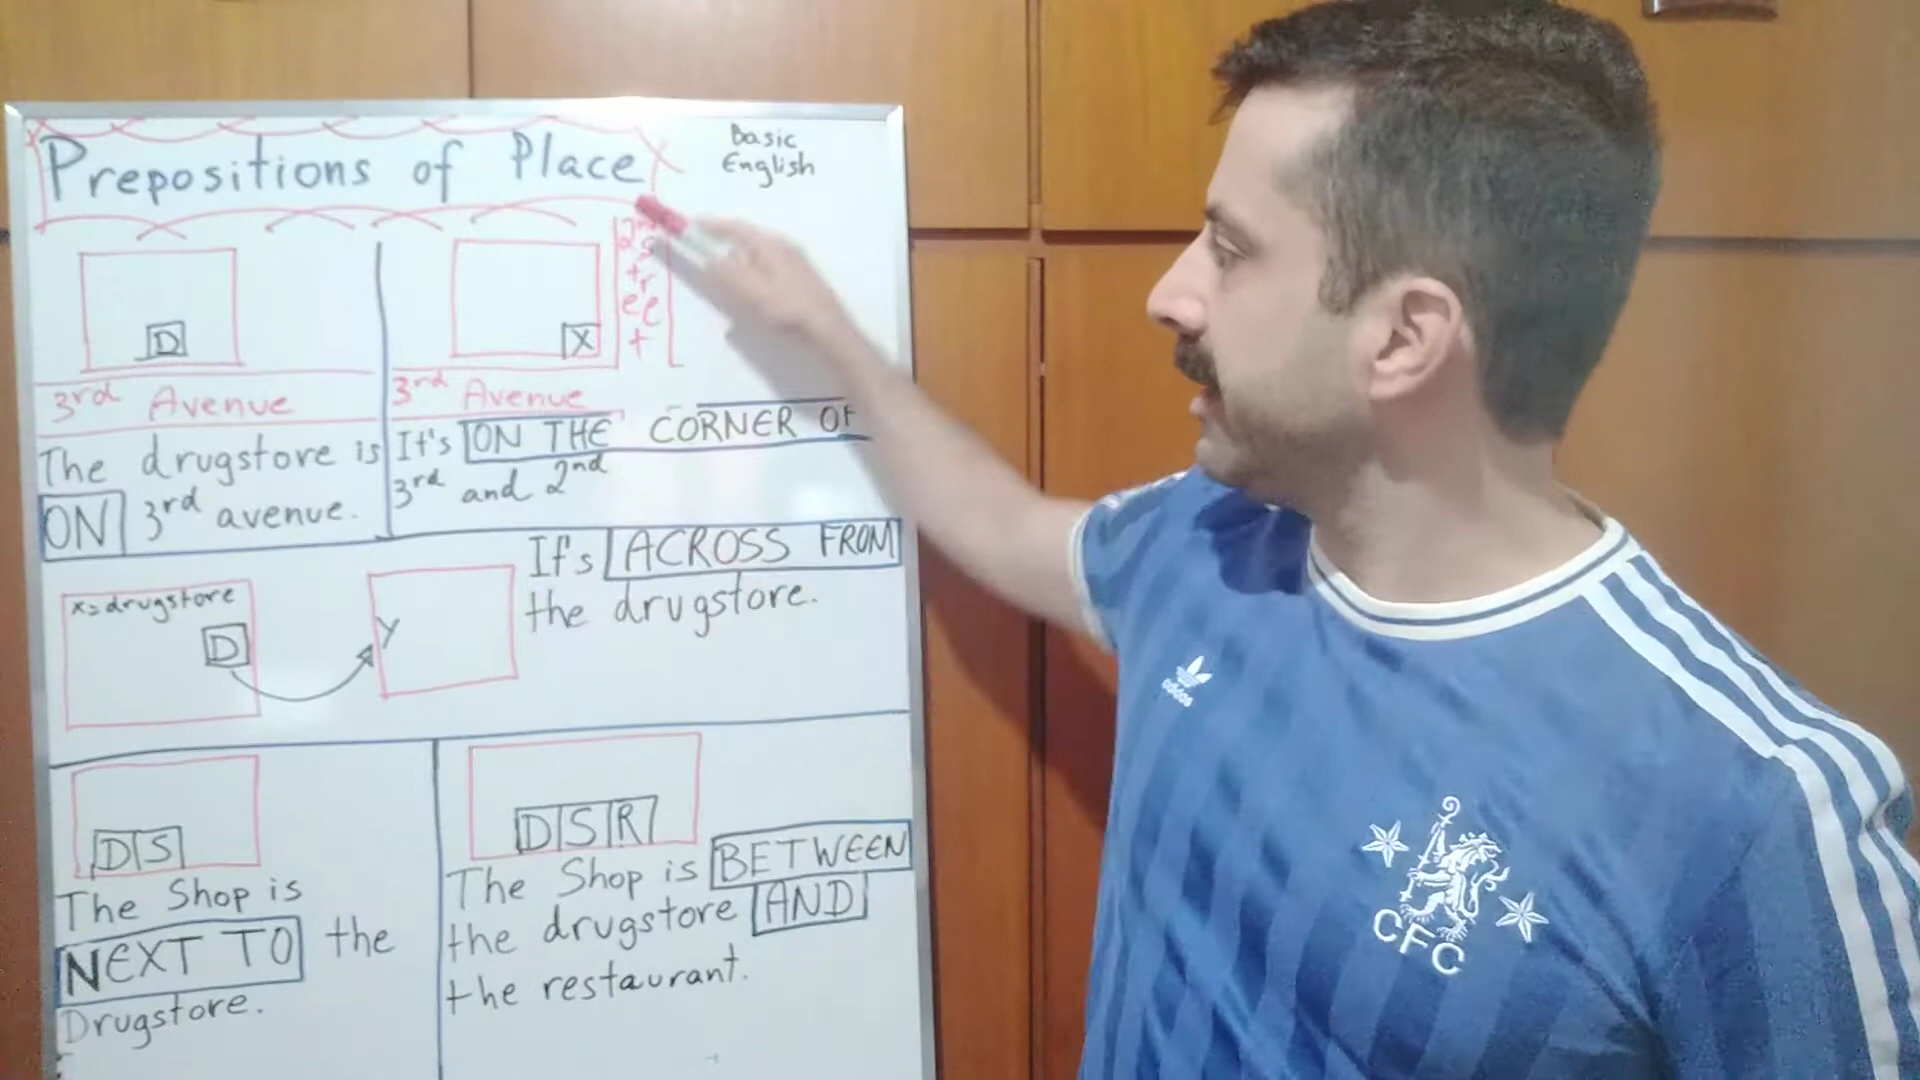 Prepositions of Place
Basic
English
D
3rd Avenue
The drugstore is
ON 3rd avenue.
X
2nd Street
3rd Avenue
It's ON THE CORNER OF
3rd and 2nd
x=drugstore
D
Y
It's ACROSS FROM
the drugstore.
D S
The Shop is
NEXT TO the
Drugstore.
D S R
The Shop is BETWEEN
the drugstore AND
the restaurant.
adidas
CFC